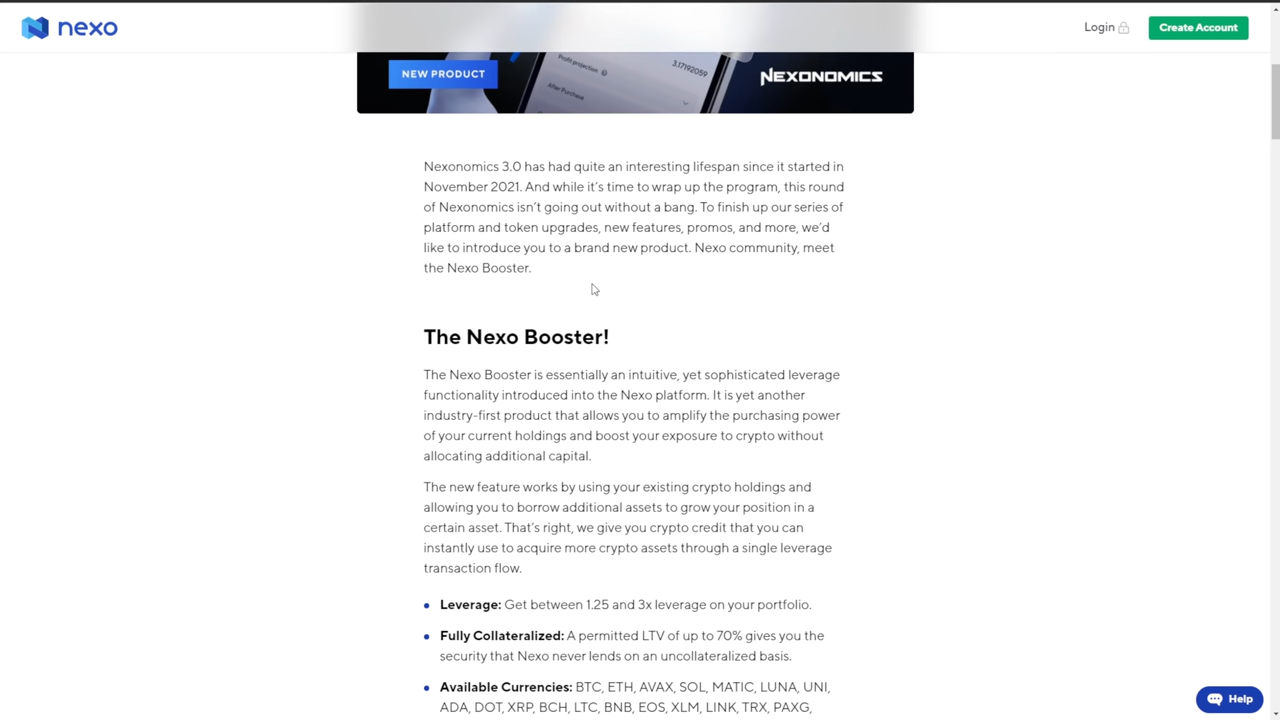 nexo
Login
Create Account
NEW PRODUCT
Profit projection
3.17192059
After Purchase
NEXONOMICS
Nexonomics 3.0 has had quite an interesting lifespan since it started in
November 2021. And while it's time to wrap up the program, this round
of Nexonomics isn't going out without a bang. To finish up our series of
platform and token upgrades, new features, promos, and more, we'd
like to introduce you to a brand new product. Nexo community, meet
the Nexo Booster.
The Nexo Booster!
The Nexo Booster is essentially an intuitive, yet sophisticated leverage
functionality introduced into the Nexo platform. It is yet another
industry-first product that allows you to amplify the purchasing power
of your current holdings and boost your exposure to crypto without
allocating additional capital.
The new feature works by using your existing crypto holdings and
allowing you to borrow additional assets to grow your position in a
certain asset. That's right, we give you crypto credit that you can
instantly use to acquire more crypto assets through a single leverage
transaction flow.
Leverage: Get between 1.25 and 3x leverage on your portfolio.
Fully Collateralized: A permitted LTV of up to 70% gives you the
security that Nexo never lends on an uncollateralized basis.
Available Currencies: BTC, ETH, AVAX, SOL, MATIC, LUNA, UNI,
ADA, DOT, XRP, BCH, LTC, BNB, EOS, XLM, LINK, TRX, PAXG,
Help